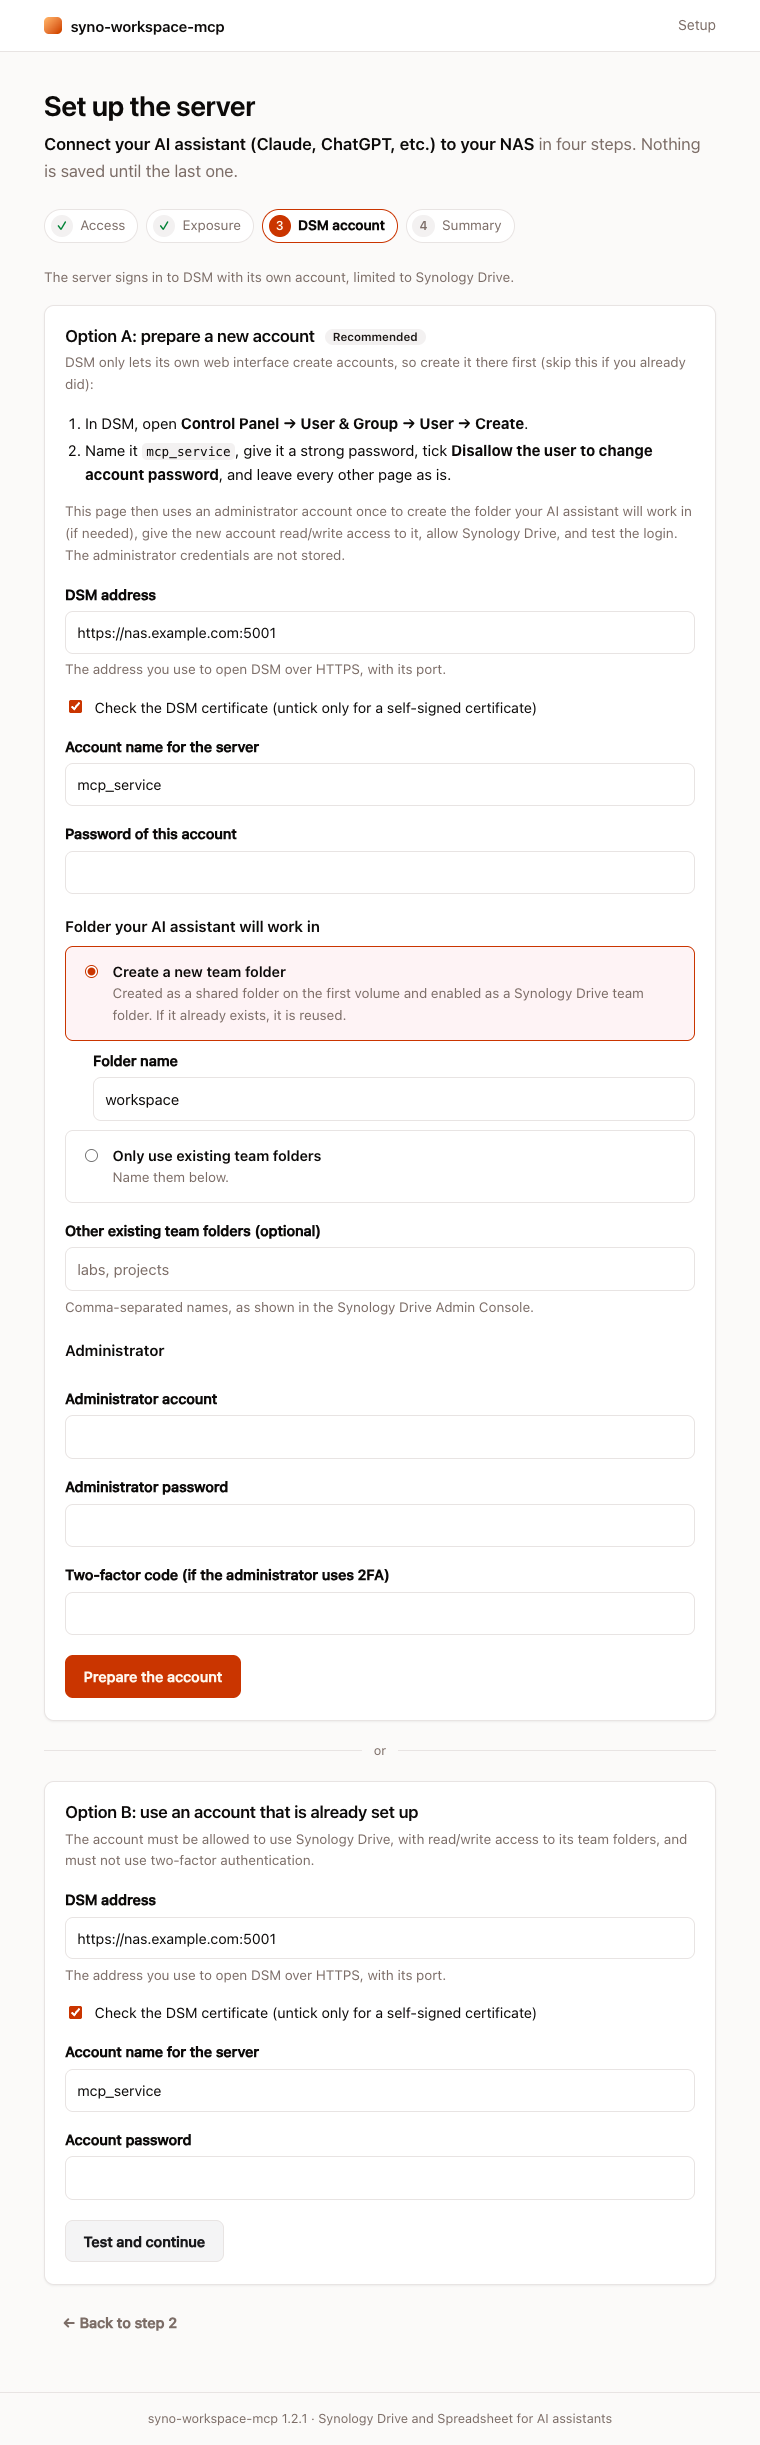 syno-workspace-mcp
Setup
Set up the server
Connect your AI assistant (Claude, ChatGPT, etc.) to your NAS in four steps. Nothing
is saved until the last one.
✓ Access
✓ Exposure
3 DSM account
4 Summary
The server signs in to DSM with its own account, limited to Synology Drive.
Option A: prepare a new account Recommended
DSM only lets its own web interface create accounts, so create it there first (skip this if you already
did):
1. In DSM, open Control Panel → User & Group → User → Create.
2. Name it mcp_service, give it a strong password, tick Disallow the user to change
account password, and leave every other page as is.
This page then uses an administrator account once to create the folder your AI assistant will work in
(if needed), give the new account read/write access to it, allow Synology Drive, and test the login.
The administrator credentials are not stored.
DSM address
https://nas.example.com:5001
The address you use to open DSM over HTTPS, with its port.
Check the DSM certificate (untick only for a self-signed certificate)
Account name for the server
mcp_service
Password of this account
Folder your AI assistant will work in
Create a new team folder
Created as a shared folder on the first volume and enabled as a Synology Drive team
folder. If it already exists, it is reused.
Folder name
workspace
Only use existing team folders
Name them below.
Other existing team folders (optional)
labs, projects
Comma-separated names, as shown in the Synology Drive Admin Console.
Administrator
Administrator account
Administrator password
Two-factor code (if the administrator uses 2FA)
Prepare the account
or
Option B: use an account that is already set up
The account must be allowed to use Synology Drive, with read/write access to its team folders, and
must not use two-factor authentication.
DSM address
https://nas.example.com:5001
The address you use to open DSM over HTTPS, with its port.
Check the DSM certificate (untick only for a self-signed certificate)
Account name for the server
mcp_service
Account password
Test and continue
← Back to step 2
syno-workspace-mcp 1.2.1 · Synology Drive and Spreadsheet for AI assistants